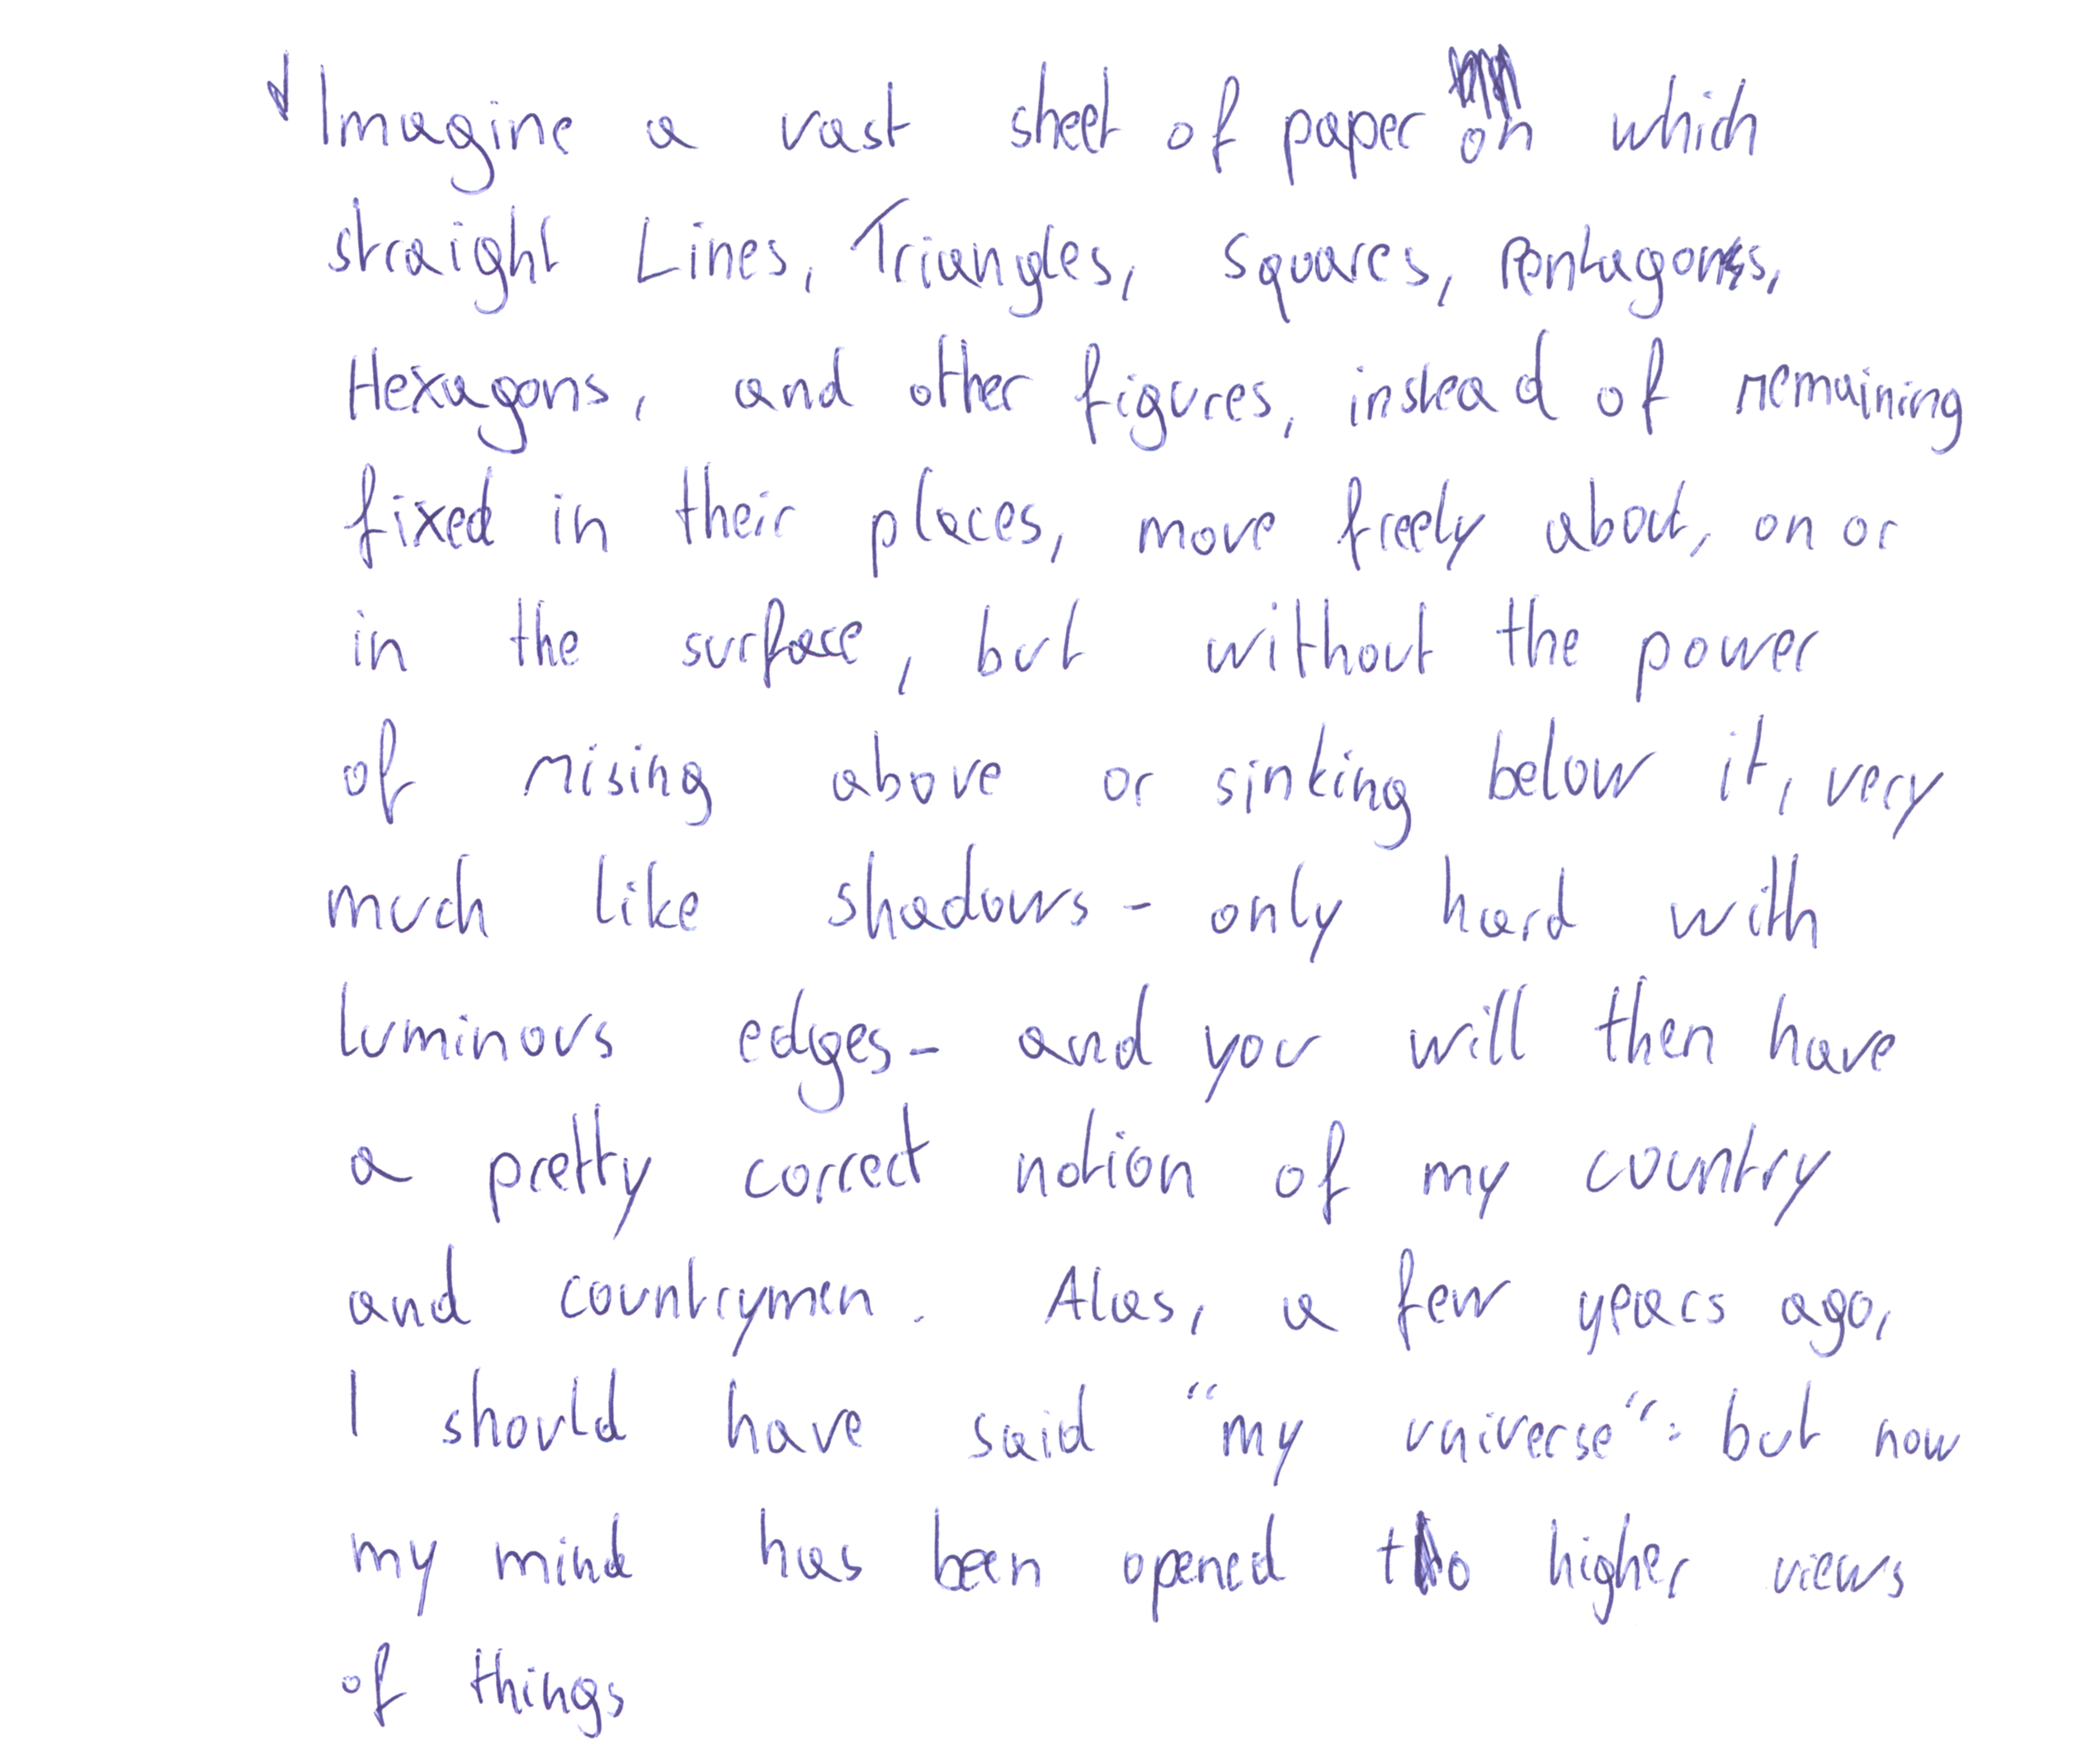 Imagine a vast sheet of paper on which
straight Lines, Triangles, Squares, Pentagons,
Hexagons, and other figures, instead of remaining
fixed in their places, move freely about, on or
in the surface, but without the power
of rising above or sinking below it, very
much like shadows - only hard with
luminous edges - and you will then have
a pretty correct notion of my country
and countrymen. Alas, a few years ago,
I should have said "my universe": but now
my mind has been opened to higher views
of things